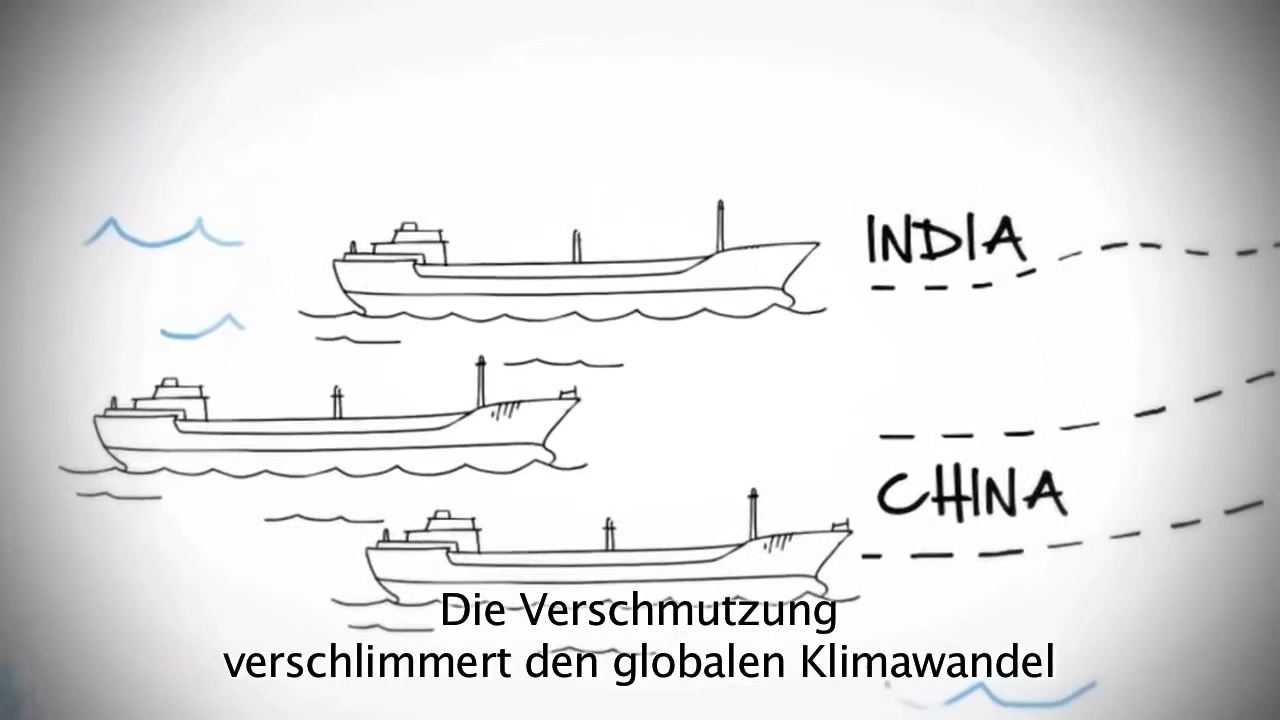 INDIA
CHINA
Die Verschmutzung
verschlimmert den globalen Klimawandel